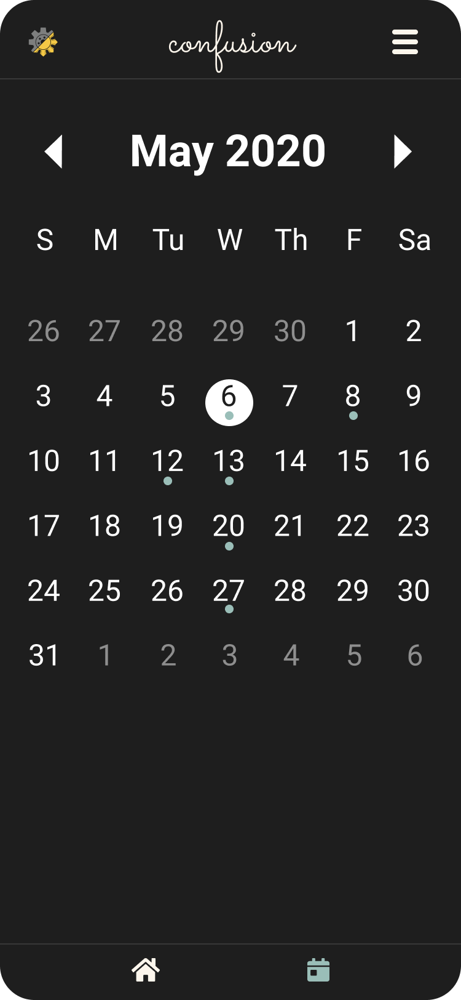 confusion
May 2020
S M Tu W Th F Sa
26 27 28 29 30 1 2
3 4 5 6 7 8 9
10 11 12 13 14 15 16
17 18 19 20 21 22 23
24 25 26 27 28 29 30
31 1 2 3 4 5 6